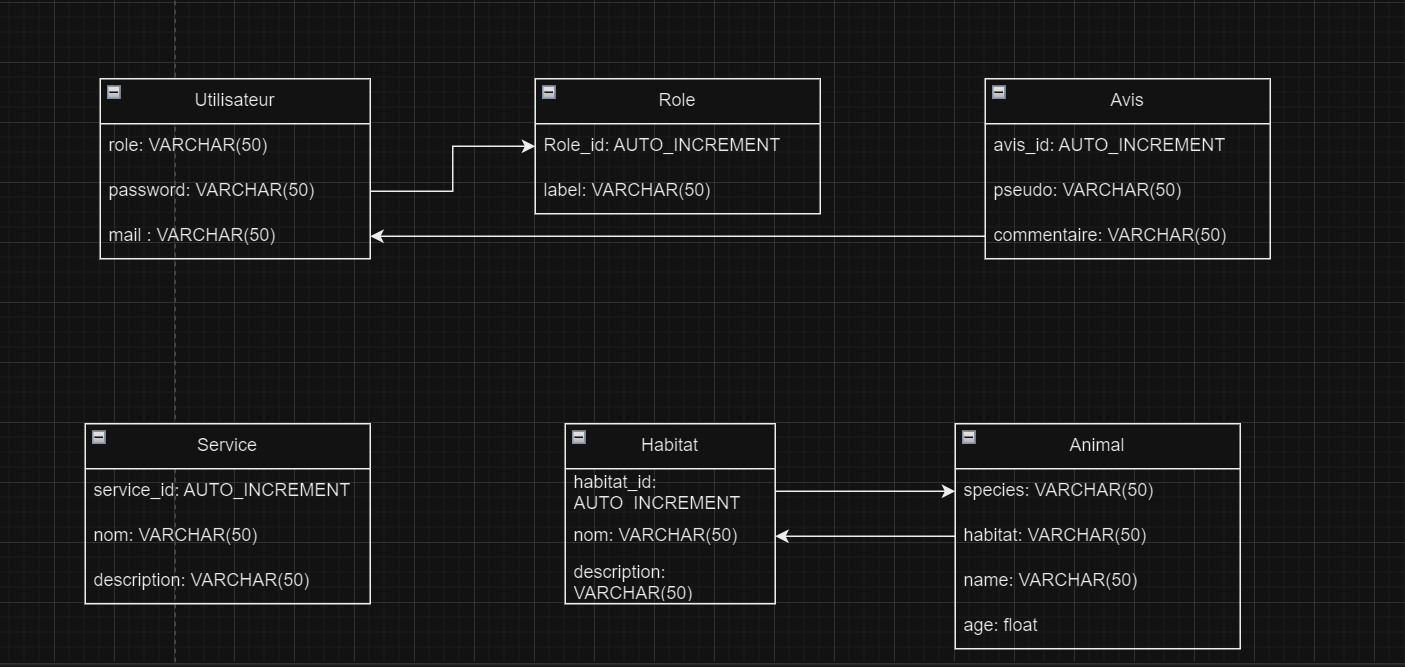 Utilisateur
role: VARCHAR(50)
password: VARCHAR(50)
mail : VARCHAR(50)
Role
Role_id: AUTO_INCREMENT
label: VARCHAR(50)
Avis
avis_id: AUTO_INCREMENT
pseudo: VARCHAR(50)
commentaire: VARCHAR(50)
Service
service_id: AUTO_INCREMENT
nom: VARCHAR(50)
description: VARCHAR(50)
Habitat
habitat_id:
AUTO_INCREMENT
nom: VARCHAR(50)
description:
VARCHAR(50)
Animal
species: VARCHAR(50)
habitat: VARCHAR(50)
name: VARCHAR(50)
age: float